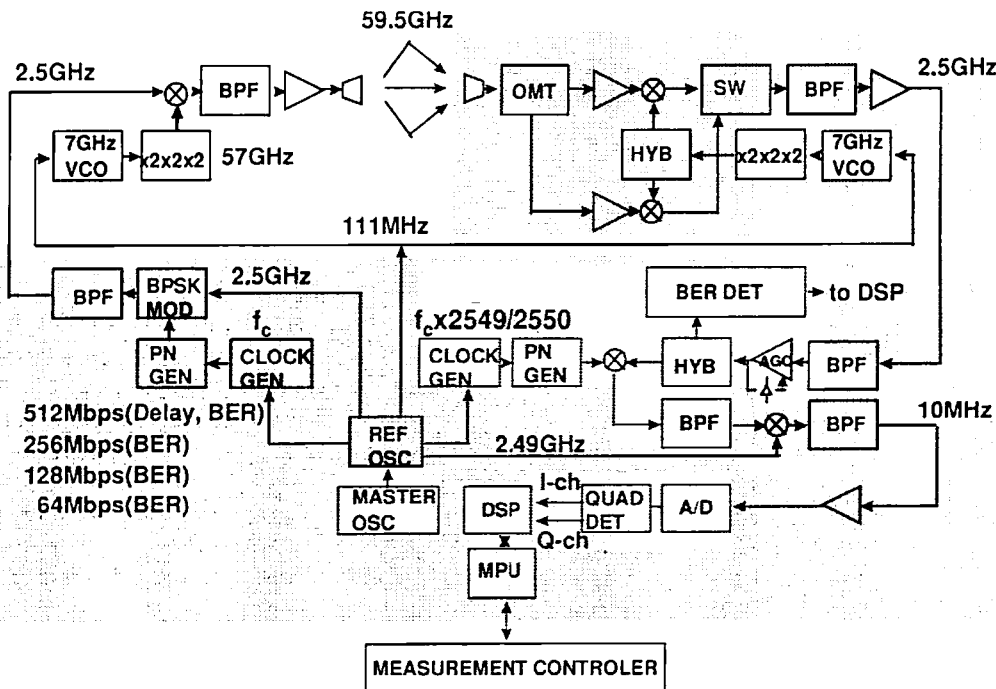 59.5GHz
2.5GHz
BPF
OMT
SW
BPF
2.5GHz
7GHz
VCO
x2x2x2
57GHz
HYB
x2x2x2
7GHz
VCO
111MHz
BPF
BPSK
MOD
2.5GHz
BER DET
to DSP
fc
fcx2549/2550
PN
GEN
CLOCK
GEN
CLOCK
GEN
PN
GEN
HYB
AGC
BPF
512Mbps(Delay, BER)
256Mbps(BER)
128Mbps(BER)
64Mbps(BER)
REF
OSC
2.49GHz
BPF
BPF
10MHz
MASTER
OSC
DSP
I-ch
Q-ch
QUAD
DET
A/D
MPU
MEASUREMENT CONTROLER